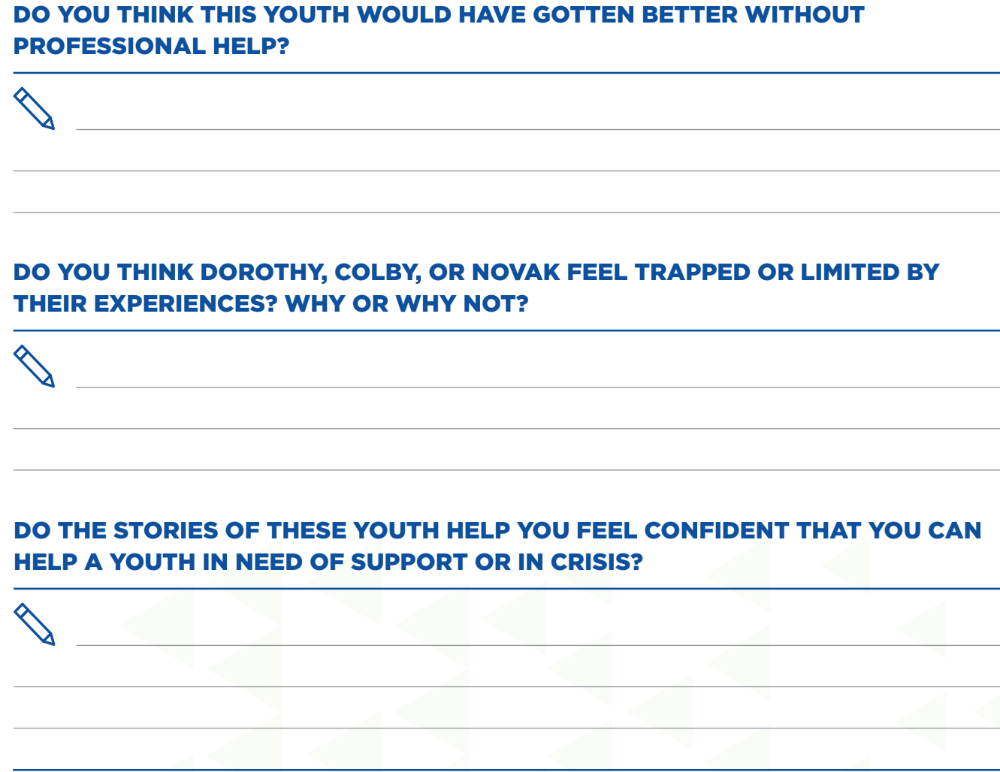 DO YOU THINK THIS YOUTH WOULD HAVE GOTTEN BETTER WITHOUT
PROFESSIONAL HELP?
DO YOU THINK DOROTHY, COLBY, OR NOVAK FEEL TRAPPED OR LIMITED BY
THEIR EXPERIENCES? WHY OR WHY NOT?
DO THE STORIES OF THESE YOUTH HELP YOU FEEL CONFIDENT THAT YOU CAN
HELP A YOUTH IN NEED OF SUPPORT OR IN CRISIS?